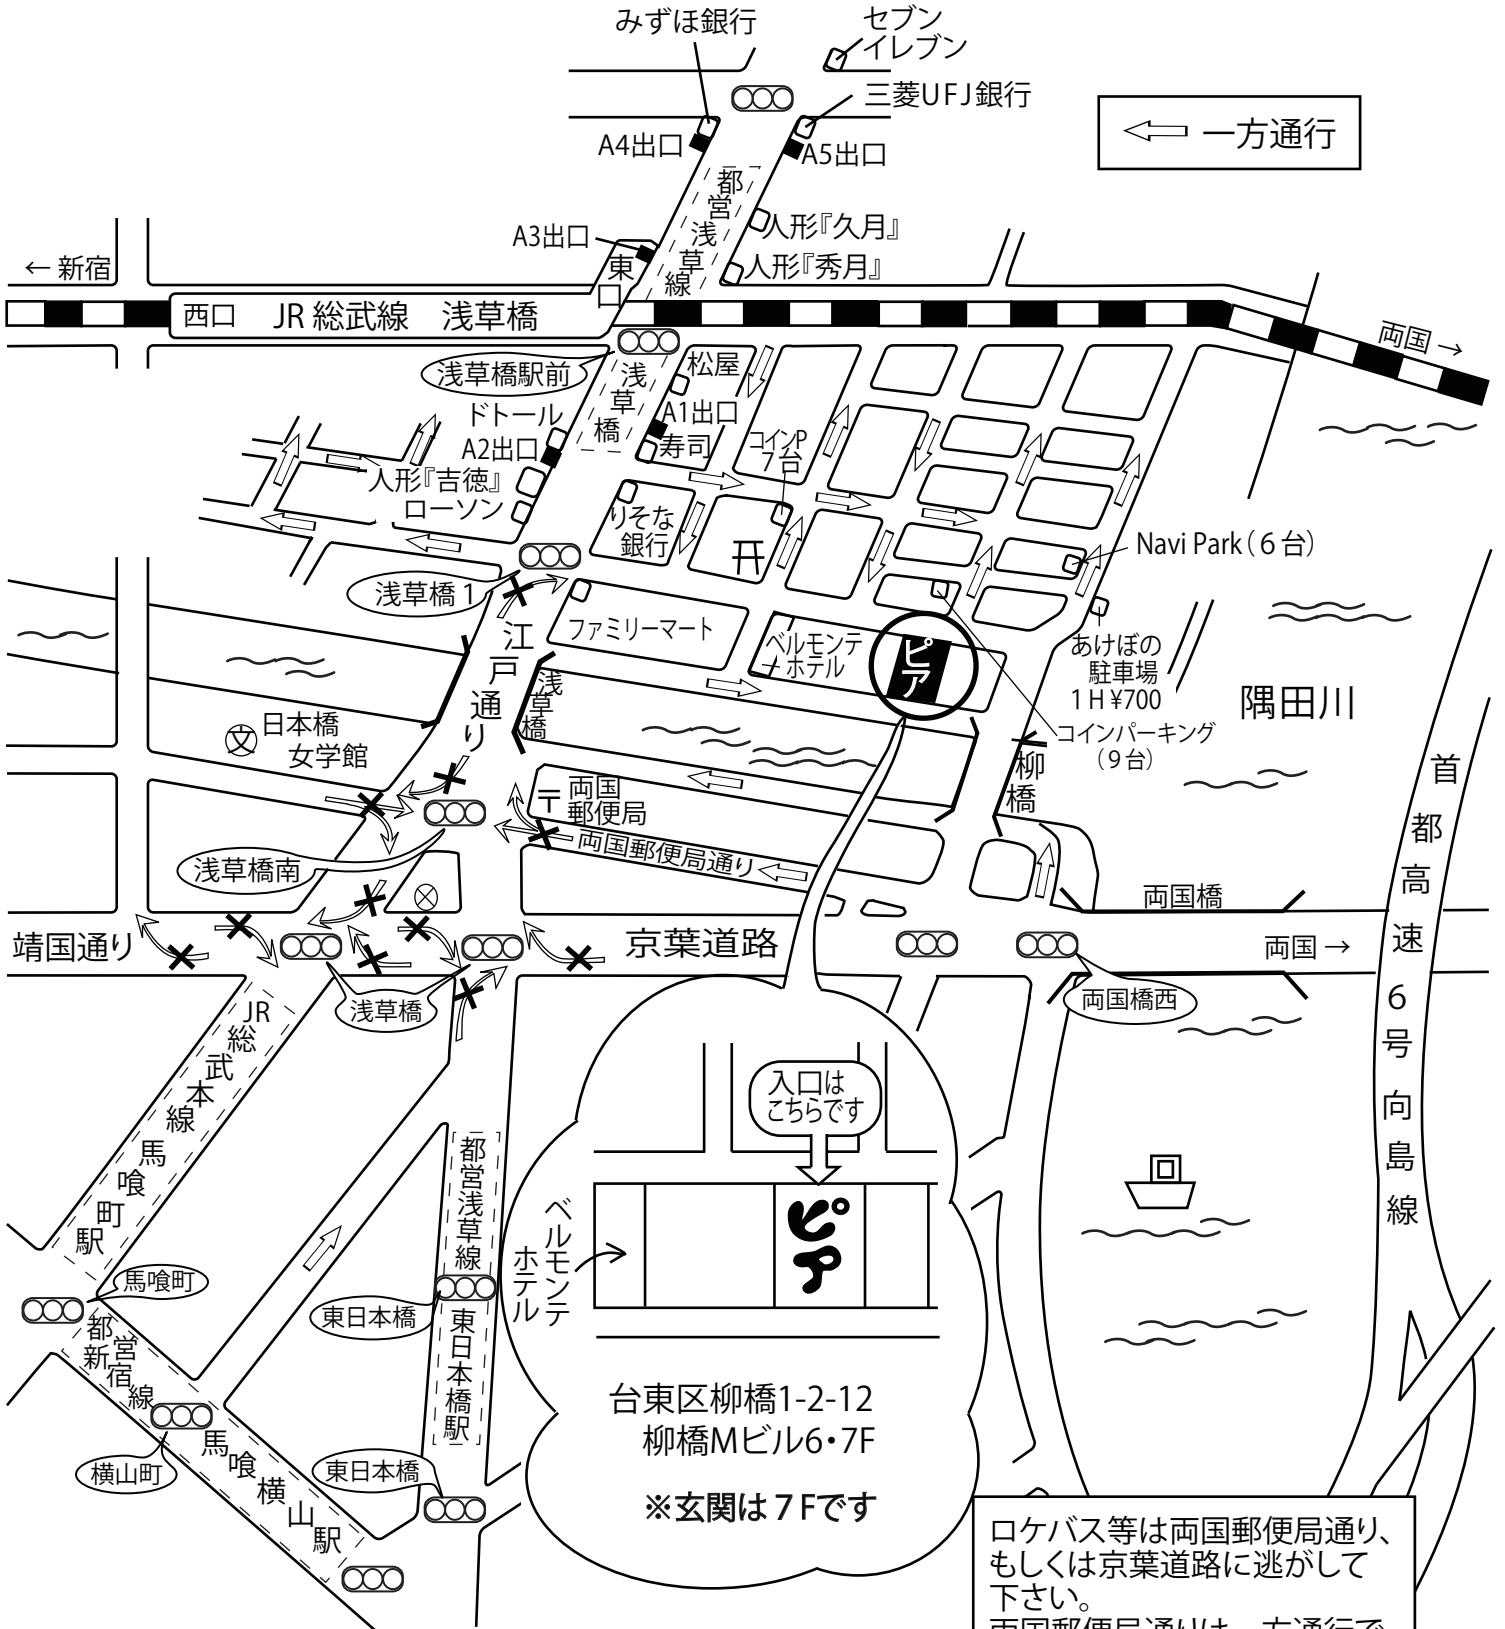 みずほ銀行
セブン
イレブン
三菱UFJ銀行
一方通行
A4出口
A5出口
都営浅草線
人形『久月』
A3出口
人形『秀月』
← 新宿
東口
西口 JR 総武線 浅草橋
両国 →
浅草橋駅前
浅草橋
松屋
ドトール
A1出口
A2出口
寿司
コインP
7台
人形『吉徳』
ローソン
りそな
銀行
Navi Park（6台）
浅草橋1
江戸通り
ファミリーマート
ベルモンテ
ホテル
ピア
あけぼの
駐車場
1H ¥700
隅田川
コインパーキング
（9台）
浅草橋
文
日本橋
女学館
柳橋
首都高速6号向島線
〒
両国
郵便局
両国郵便局通り
浅草橋南
両国橋
靖国通り
京葉道路
両国 →
浅草橋
両国橋西
JR総武本線馬喰町駅
入口は
こちらです
都営浅草線
東日本橋駅
ベルモンテ
ホテル
ピア
馬喰町
東日本橋
都営新宿線
馬喰横山駅
横山町
東日本橋
台東区柳橋1-2-12
柳橋Mビル6・7F
※玄関は7Fです
ロケバス等は両国郵便局通り、
もしくは京葉道路に逃がして
下さい。
両国郵便局通りは一方通行で